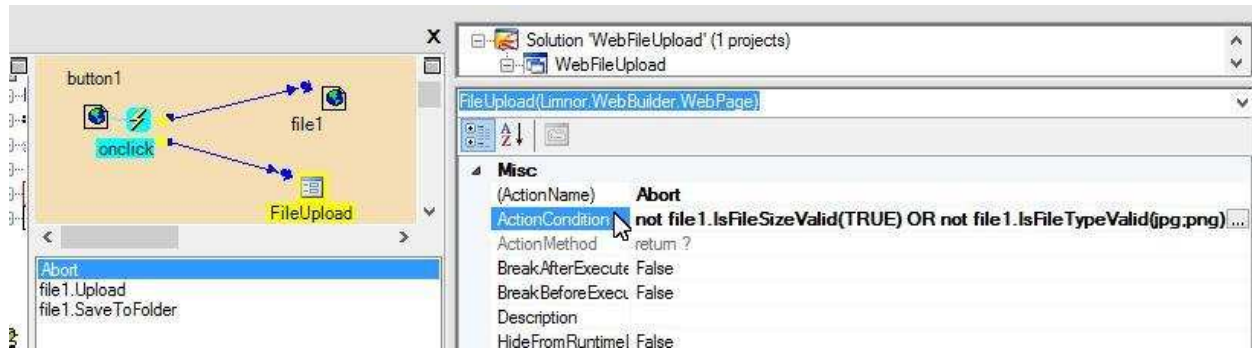 X
button1
onclick
file1
FileUpload
Abort
file1.Upload
file1.SaveToFolder
Solution 'WebFileUpload' (1 projects)
WebFileUpload
FileUpload(Limnor.WebBuilder.WebPage)
Misc
(ActionName) Abort
ActionCondition not file1.IsFileSizeValid(TRUE) OR not file1.IsFileTypeValid(jpg;png) ...
ActionMethod return ?
BreakAfterExecute False
BreakBeforeExecu False
Description
HideFromRuntimeI False